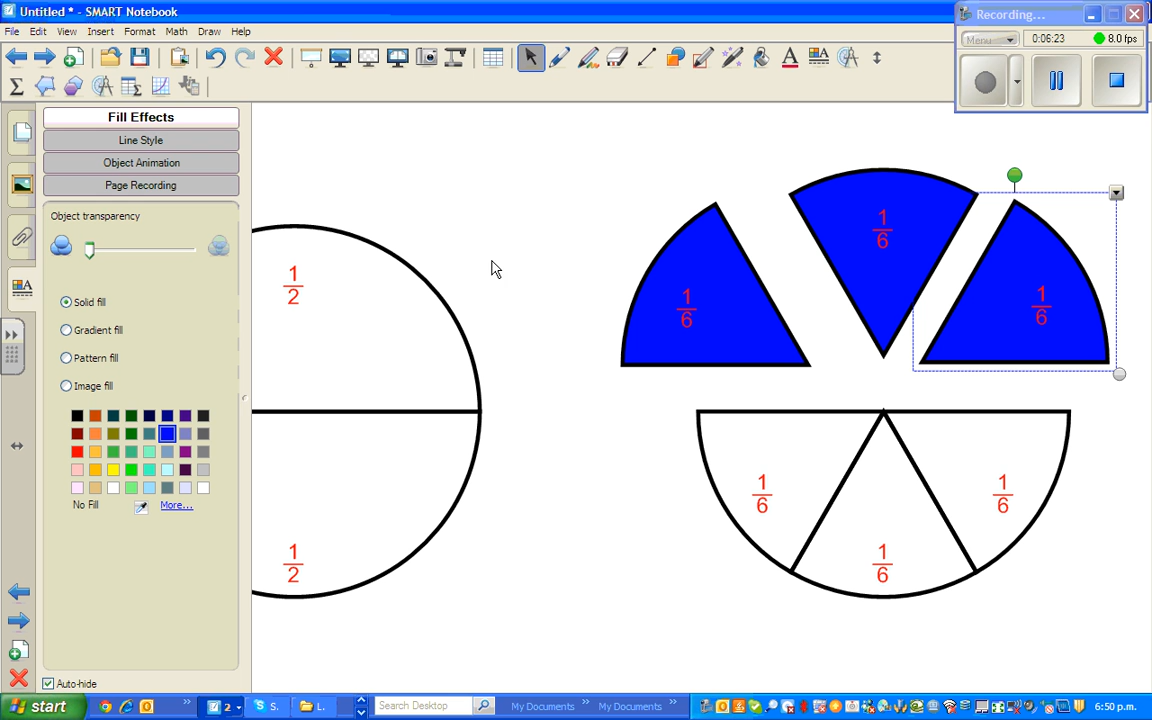 Untitled * - SMART Notebook
Recording...
File Edit View Insert Format Math Draw Help
Menu
0:06:23
8.0 fps
Fill Effects
Line Style
Object Animation
Page Recording
Object transparency
Solid fill
Gradient fill
Pattern fill
Image fill
No Fill
More...
Auto-hide
1
2
1
2
1
6
1
6
1
6
1
6
1
6
1
6
start
2
S.
L.
Search Desktop
My Documents
My Documents
6:50 p.m.